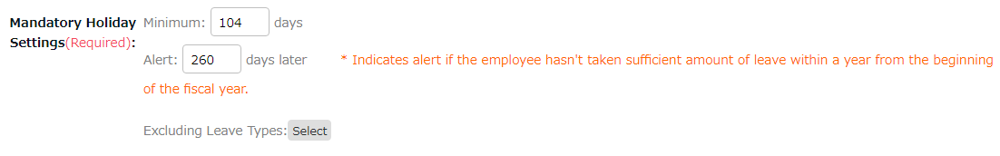 Mandatory Holiday Minimum: 104 days
Settings(Required):
Alert: 260 days later * Indicates alert if the employee hasn't taken sufficient amount of leave within a year from the beginning
of the fiscal year.
Excluding Leave Types: Select